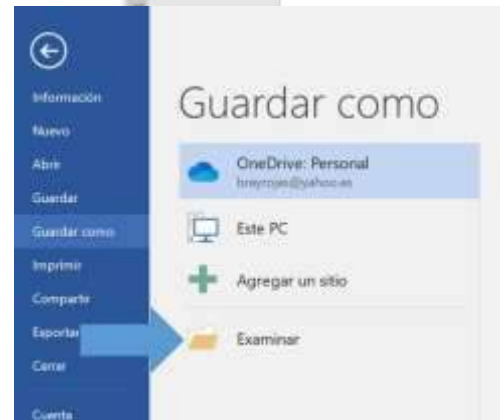 Información
Nuevo
Abrir
Guardar
Guardar como
Imprimir
Compartir
Exportar
Cerrar
Cuenta
Guardar como
OneDrive: Personal
Este PC
Agregar un sitio
Examinar